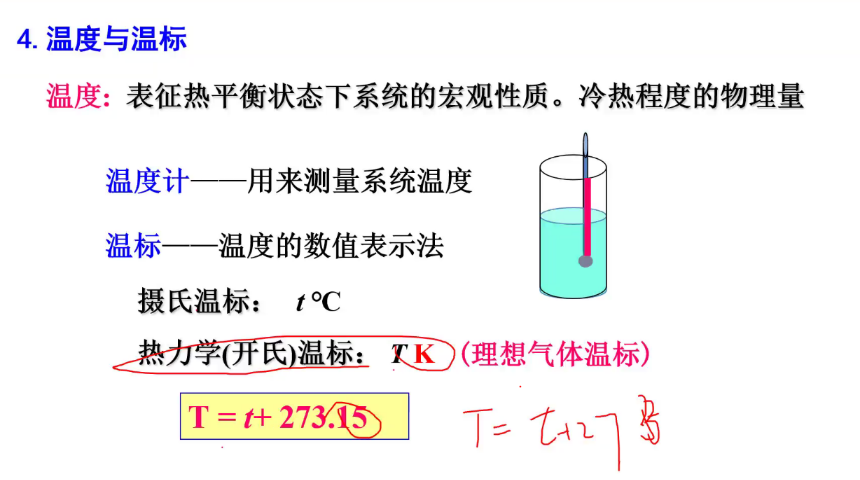 4. 温度与温标
温度: 表征热平衡状态下系统的宏观性质。冷热程度的物理量
温度计——用来测量系统温度
温标——温度的数值表示法
摄氏温标: t °C
热力学(开氏)温标: T K (理想气体温标)
T = t+ 273.15
T= t+27